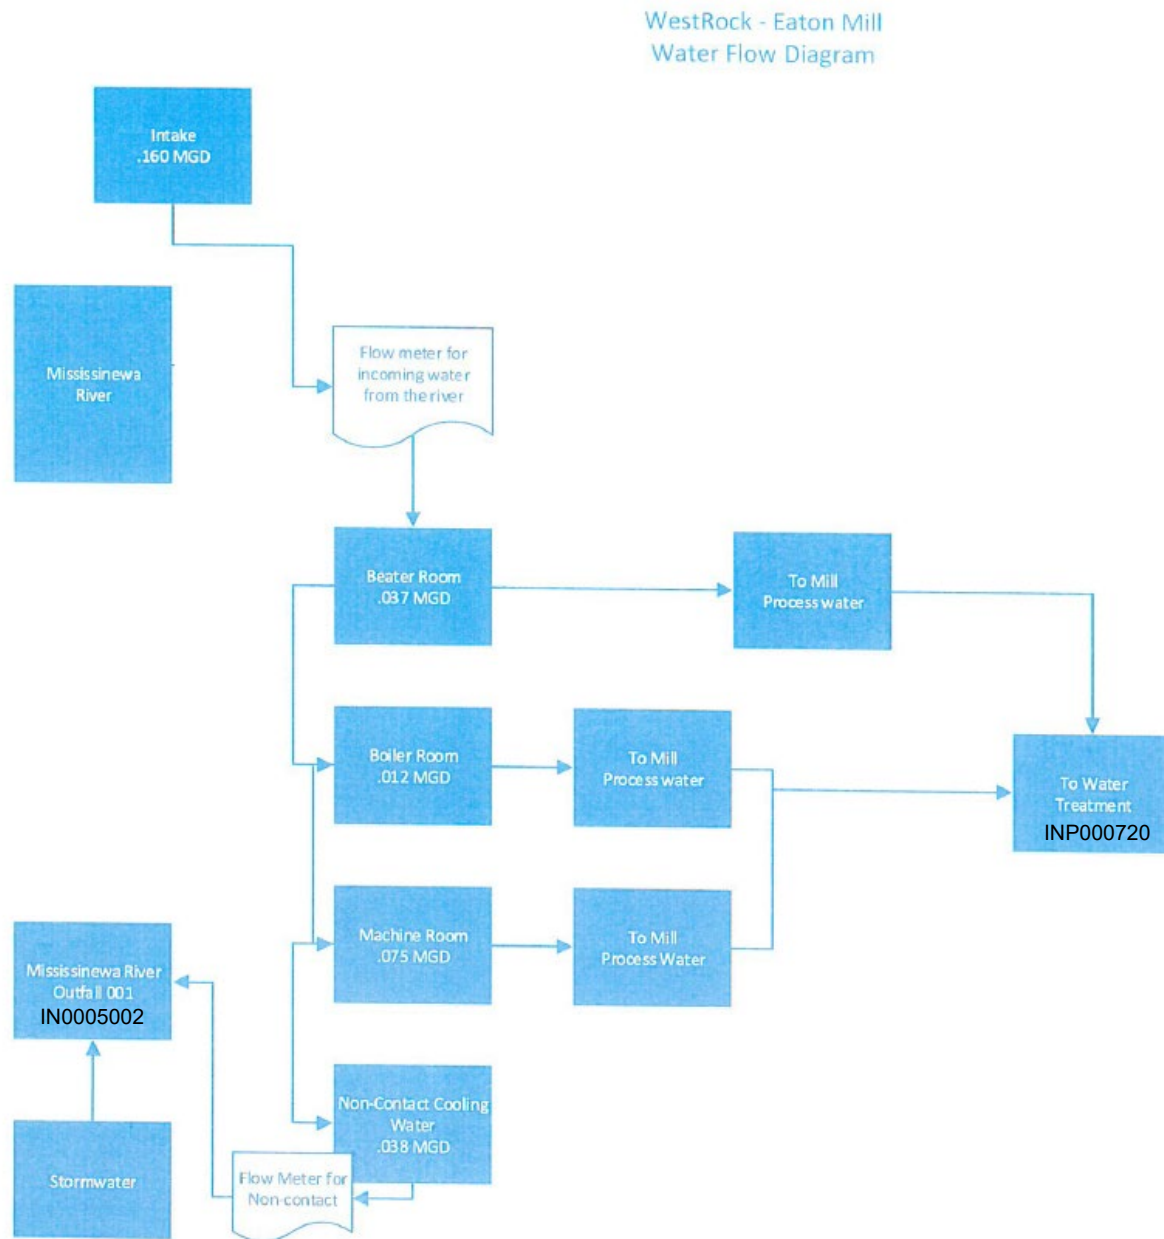 WestRock - Eaton Mill
Water Flow Diagram
Intake
.160 MGD
Mississinewa
River
Flow meter for
incoming water
from the river
Beater Room
.037 MGD
To Mill
Process water
Boiler Room
.012 MGD
To Mill
Process water
To Water
Treatment
INP000720
Machine Room
.075 MGD
To Mill
Process Water
Mississinewa River
Outfall 001
IN0005002
Non-Contact Cooling
Water
.038 MGD
Stormwater
Flow Meter for
Non-contact